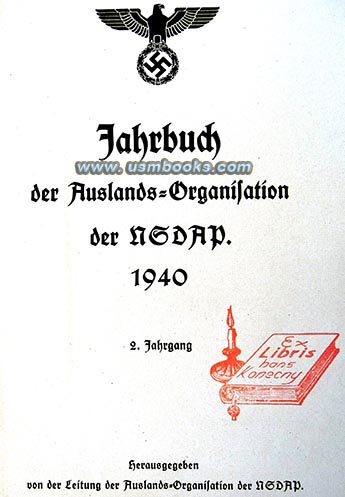 Jahrbuch
www.usmbooks.com
der Auslands-Organisation
der NSDAP.
1940
2. Jahrgang
Ex
Libris
hans
Konecny
Herausgegeben
von der Leitung der Auslands-Organisation der NSDAP.